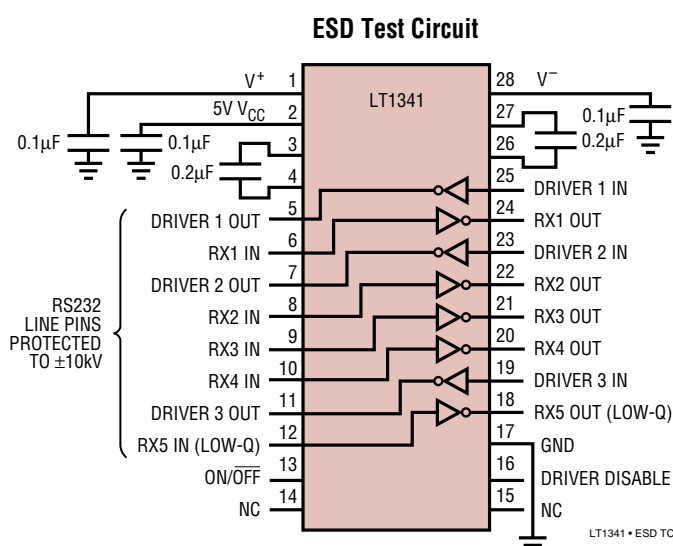 ESD Test Circuit
LT1341
V+ 1
5V VCC 2
3
4
0.1µF
0.1µF
0.2µF
28 V–
27
26
0.1µF
0.2µF
DRIVER 1 OUT 5
25 DRIVER 1 IN
RX1 IN 6
24 RX1 OUT
DRIVER 2 OUT 7
23 DRIVER 2 IN
RX2 IN 8
22 RX2 OUT
RX3 IN 9
21 RX3 OUT
RX4 IN 10
20 RX4 OUT
DRIVER 3 OUT 11
19 DRIVER 3 IN
RX5 IN (LOW-Q) 12
18 RX5 OUT (LOW-Q)
ON/OFF 13
17 GND
NC 14
16 DRIVER DISABLE
15 NC
RS232
LINE PINS
PROTECTED
TO ±10kV
LT1341 • ESD TC